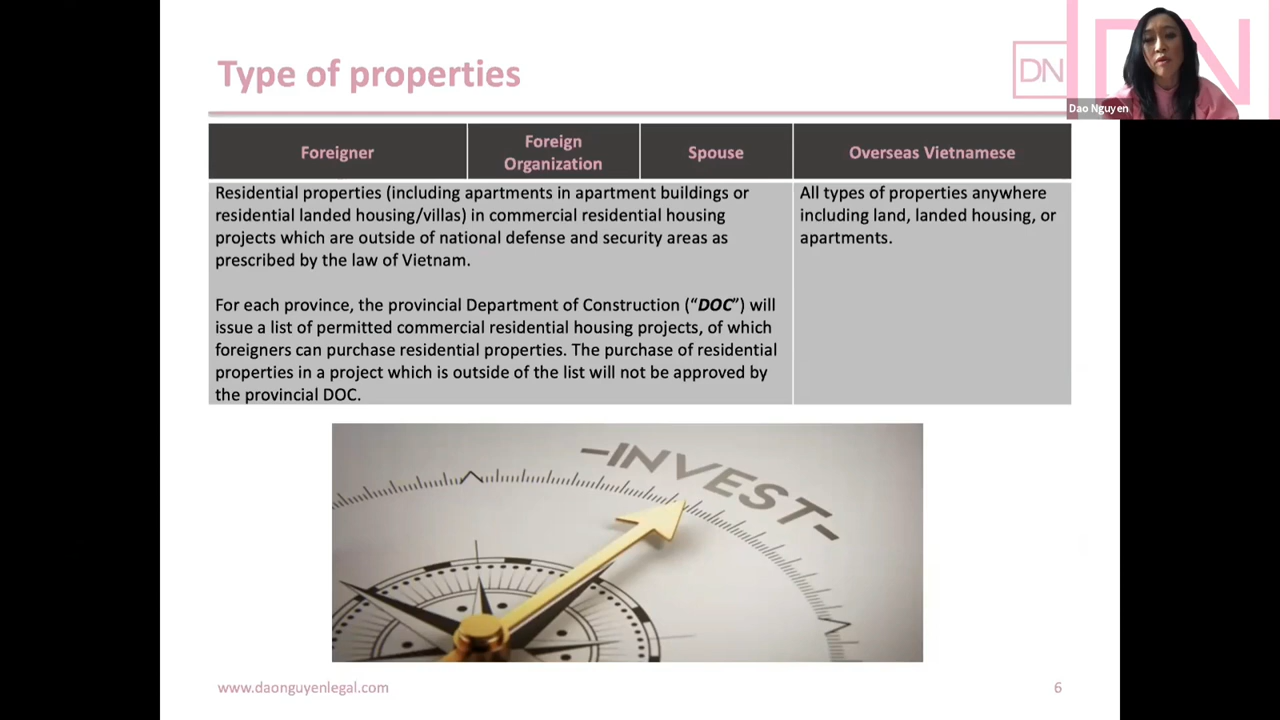 Type of properties
DN
DN
Dao Nguyen
Foreigner
Foreign
Organization
Spouse
Overseas Vietnamese
Residential properties (including apartments in apartment buildings or
residential landed housing/villas) in commercial residential housing
projects which are outside of national defense and security areas as
prescribed by the law of Vietnam.
For each province, the provincial Department of Construction (“DOC”) will
issue a list of permitted commercial residential housing projects, of which
foreigners can purchase residential properties. The purchase of residential
properties in a project which is outside of the list will not be approved by
the provincial DOC.
All types of properties anywhere
including land, landed housing, or
apartments.
-INVEST-
www.daonguyenlegal.com
6